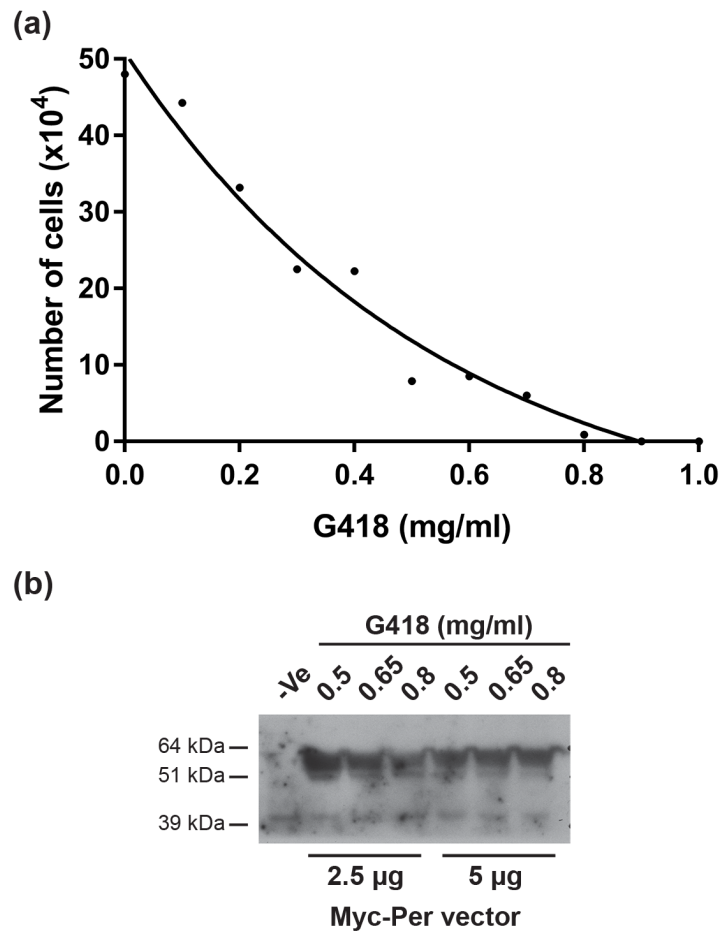 (a)
Number of cells (x10⁴)
50
40
30
20
10
0
0.0 0.2 0.4 0.6 0.8 1.0
G418 (mg/ml)
(b)
G418 (mg/ml)
-Ve 0.5 0.65 0.8 0.5 0.65 0.8
64 kDa
51 kDa
39 kDa
2.5 µg 5 µg
Myc-Per vector